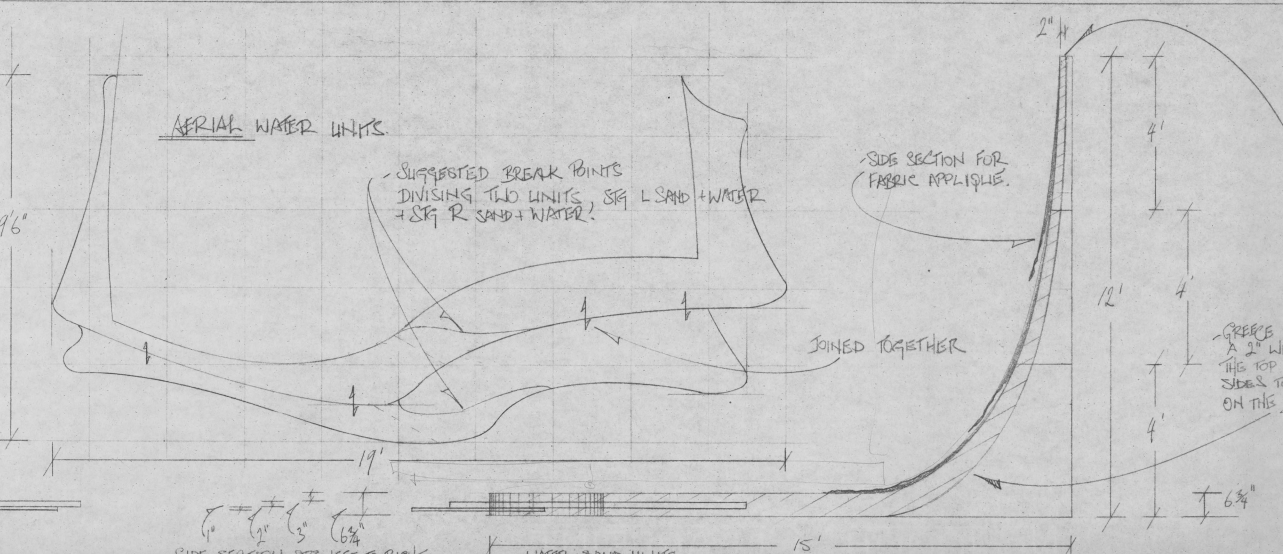 2"
AERIAL WATER UNITS.
SUGGESTED BREAK POINTS
DIVISING TWO UNITS, STG L SAND + WATER
+ STG R SAND + WATER.
SIDE SECTION FOR
FABRIC APPLIQUE.
4'
9'6"
12'
4'
JOINED TOGETHER
GREECE
A 2"
THE TOP
SIDES
ON THE
4'
19'
1" 2" 3" 6¾"
6¾"
SIDE SECTION
15'